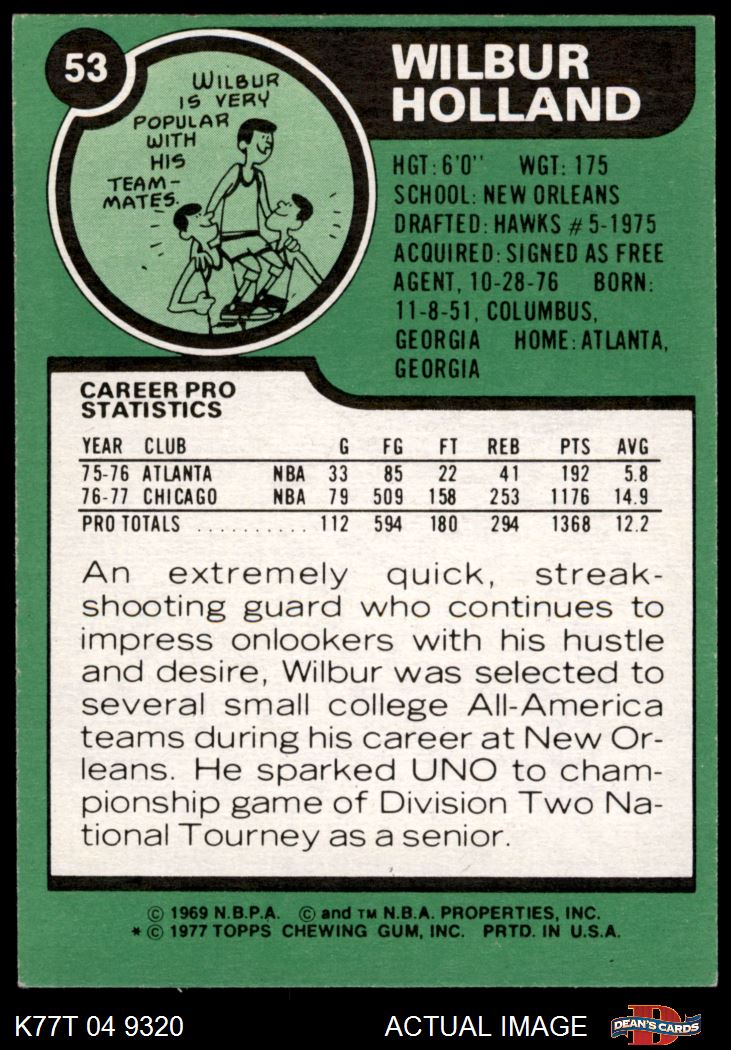 53
WILBUR
IS VERY
POPULAR
WITH
HIS
TEAM-
MATES.
WILBUR
HOLLAND
HGT: 6'0" WGT: 175
SCHOOL: NEW ORLEANS
DRAFTED: HAWKS #5-1975
ACQUIRED: SIGNED AS FREE
AGENT, 10-28-76 BORN:
11-8-51, COLUMBUS,
GEORGIA HOME: ATLANTA,
GEORGIA
CAREER PRO
STATISTICS
YEAR CLUB G FG FT REB PTS AVG
75-76 ATLANTA NBA 33 85 22 41 192 5.8
76-77 CHICAGO NBA 79 509 158 253 1176 14.9
PRO TOTALS .......... 112 594 180 294 1368 12.2
An extremely quick, streak-
shooting guard who continues to
impress onlookers with his hustle
and desire, Wilbur was selected to
several small college All-America
teams during his career at New Or-
leans. He sparked UNO to cham-
pionship game of Division Two Na-
tional Tourney as a senior.
© 1969 N.B.P.A. © and TM N.B.A. PROPERTIES, INC.
* © 1977 TOPPS CHEWING GUM, INC. PRTD. IN U.S.A.
K77T 04 9320 ACTUAL IMAGE DEAN'S CARDS